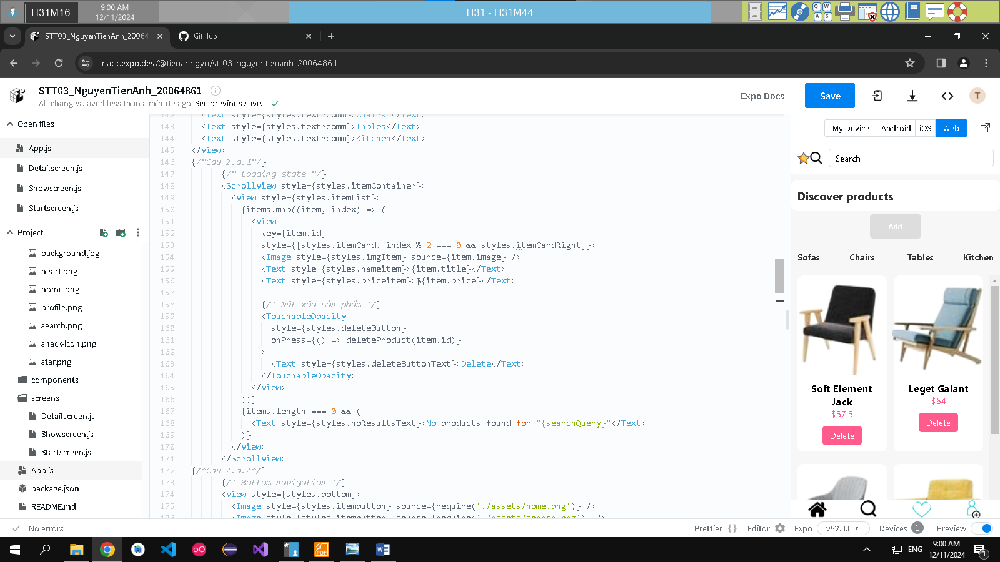 H31M16
9:00 AM
12/11/2024
H31 - H31M44
STT03_NguyenTienAnh_20064
GitHub
snack.expo.dev/@tienanhgyn/stt03_nguyentienanh_20064861
STT03_NguyenTienAnh_20064861
All changes saved less than a minute ago. See previous saves.
Expo Docs
Save
T
Open files
App.js
Detailscreen.js
Showscreen.js
Startscreen.js
Project
background.jpg
heart.png
home.png
profile.png
search.png
snack-icon.png
star.png
components
screens
Detailscreen.js
Showscreen.js
Startscreen.js
App.js
package.json
README.md
142 <Text style={styles.textrcomm}>Chairs </Text>
143 <Text style={styles.textrcomm}>Tables</Text>
144 <Text style={styles.textrcomm}>Kitchen</Text>
145 </View>
146 {/*Cau 2.a.1*/}
147 {/* Loading state */}
148 <ScrollView style={styles.itemContainer}>
149 <View style={styles.itemList}>
150 {items.map((item, index) => (
151 <View
152 key={item.id}
153 style={[styles.itemCard, index % 2 === 0 && styles.itemCardRight]}>
154 <Image style={styles.imgItem} source={item.image} />
155 <Text style={styles.nameitem}>{item.title}</Text>
156 <Text style={styles.priceitem}>${item.price}</Text>
157
158 {/* Nút xóa sản phẩm */}
159 <TouchableOpacity
160 style={styles.deleteButton}
161 onPress={() => deleteProduct(item.id)}
162 >
163 <Text style={styles.deleteButtonText}>Delete</Text>
164 </TouchableOpacity>
165 </View>
166 ))}
167 {items.length === 0 && (
168 <Text style={styles.noResultsText}>No products found for "{searchQuery}"</Text>
169 )}
170 </View>
171 </ScrollView>
172 {/*Cau 2.a.2*/}
173 {/* Bottom navigation */}
174 <View style={styles.bottom}>
175 <Image style={styles.itembutton} source={require('./assets/home.png')} />
176 <Image style={styles.itembutton} source={require('./assets/search.png')} />
My Device
Android
iOS
Web
Search
Discover products
Add
Sofas
Chairs
Tables
Kitchen
Soft Element
Jack
$57.5
Delete
Leget Galant
$64
Delete
No errors
Prettier {}
Editor
Expo
v52.0.0
Devices
1
Preview
ENG
9:00 AM
12/11/2024
1